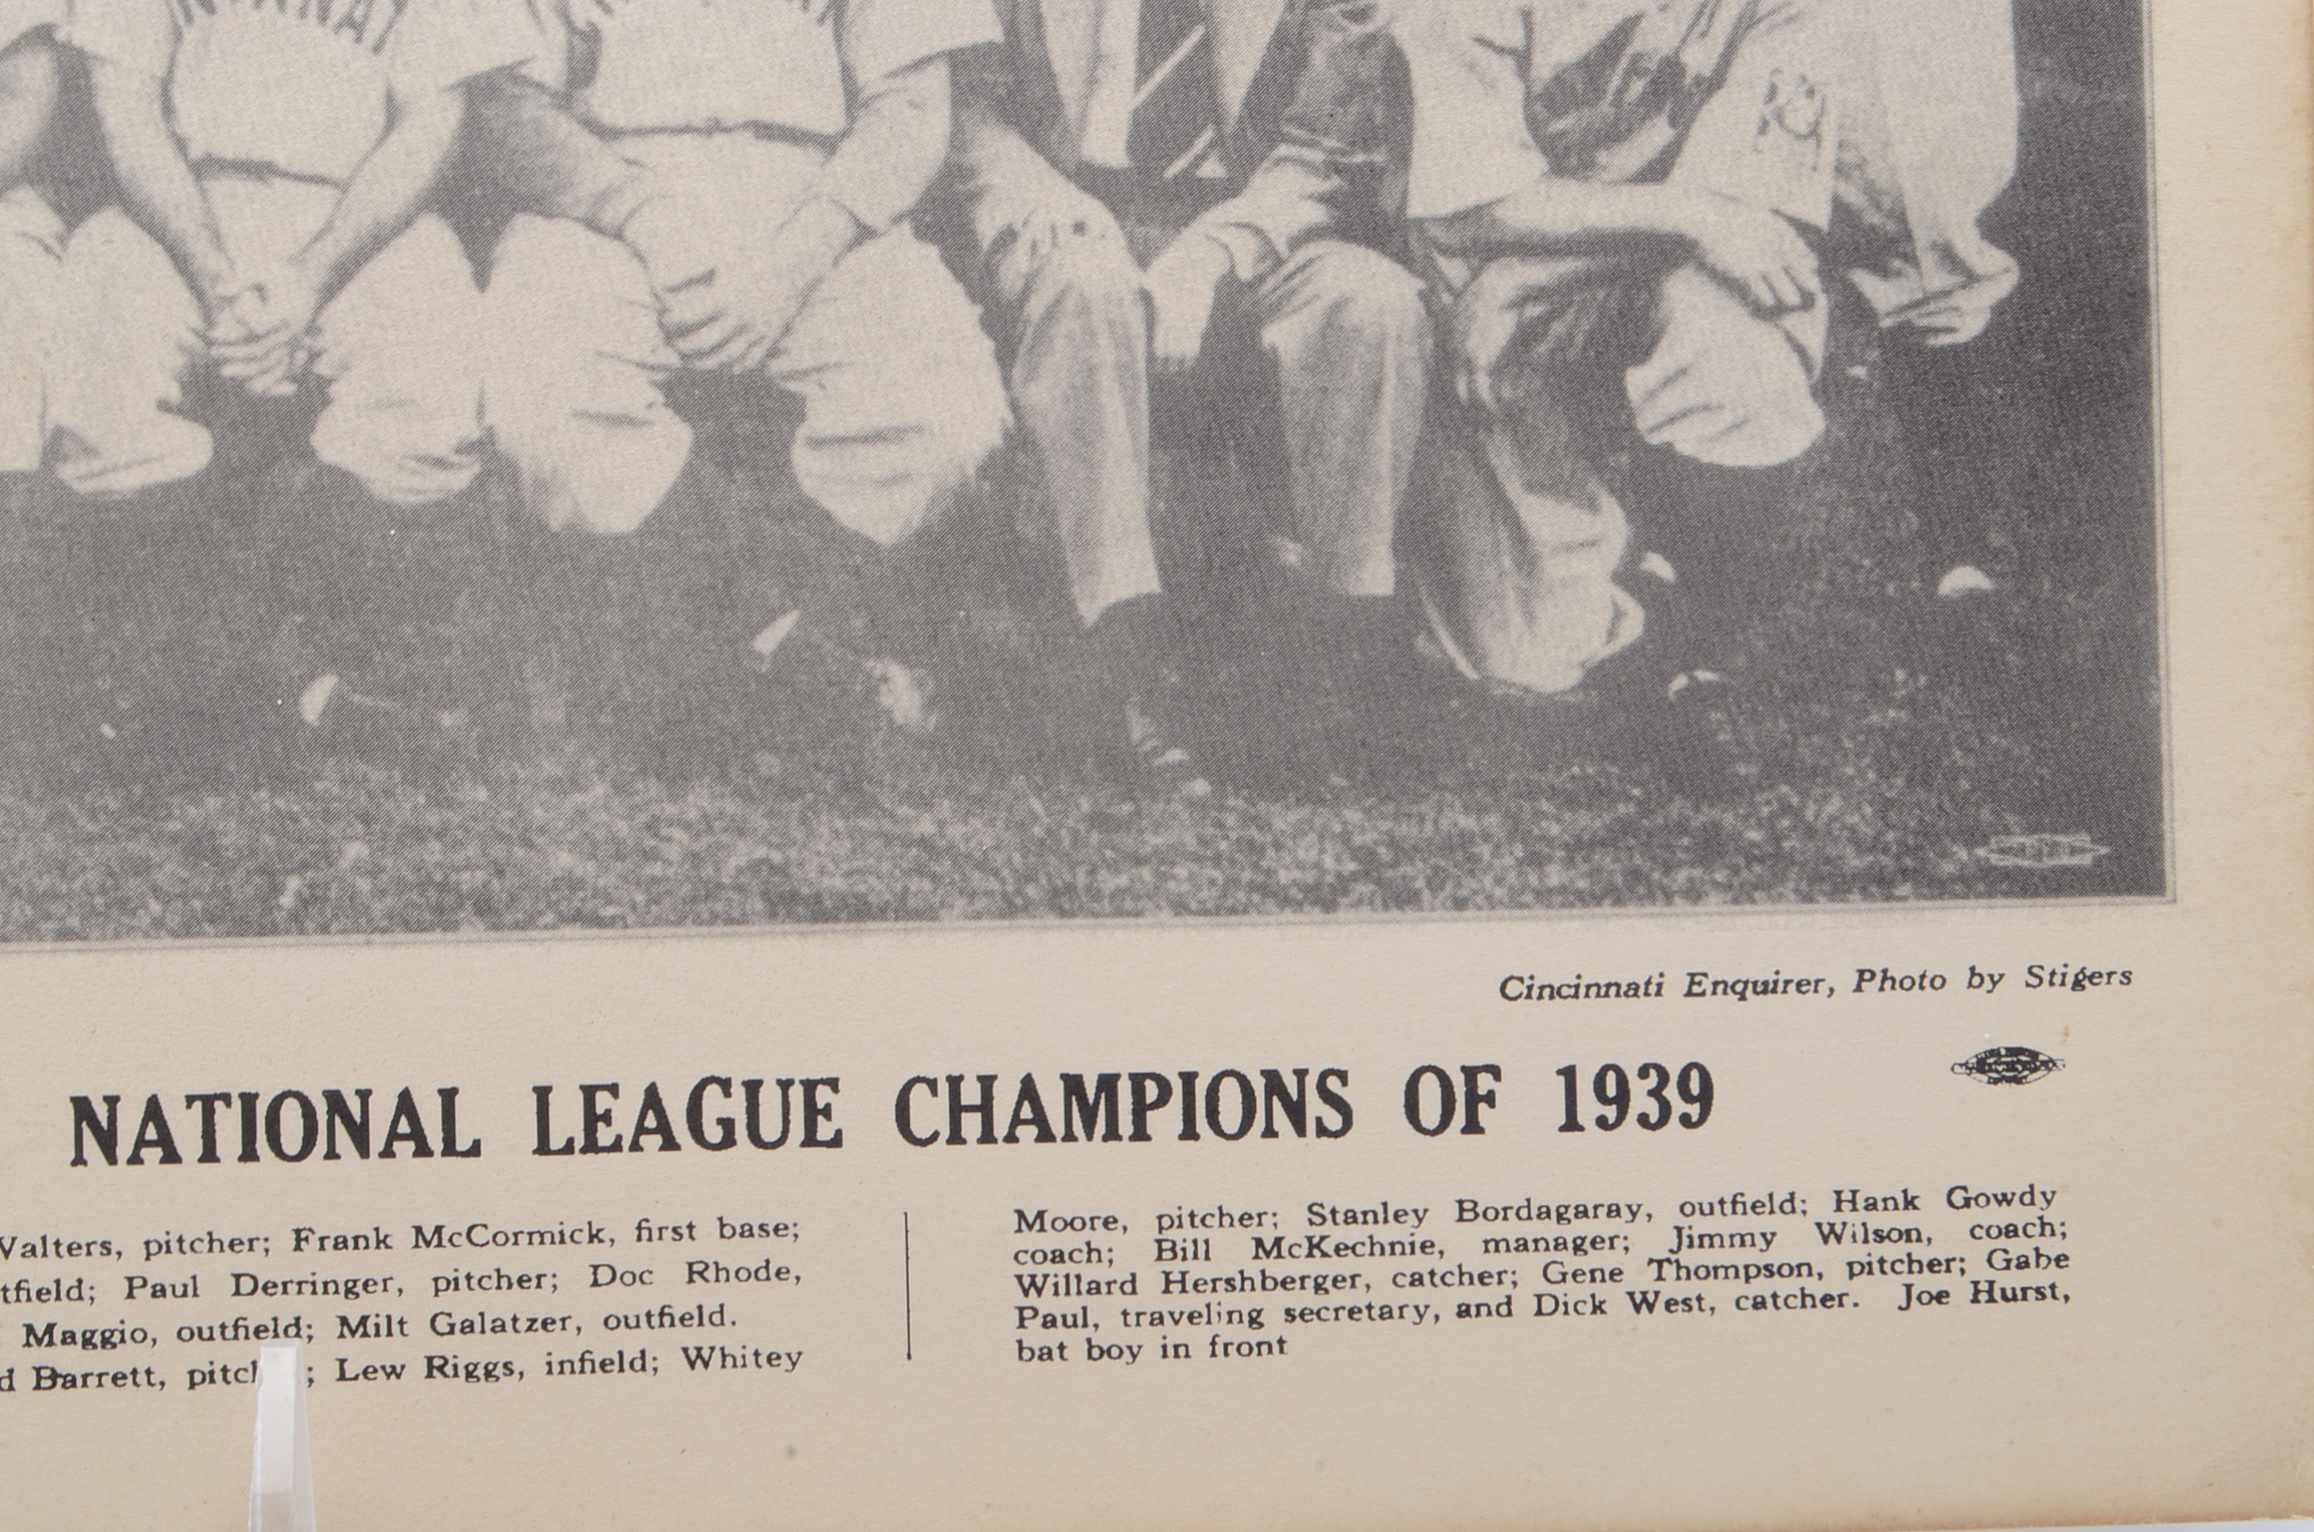 Cincinnati Enquirer, Photo by Stigers
NATIONAL LEAGUE CHAMPIONS OF 1939
Walters, pitcher; Frank McCormick, first base;
tfield; Paul Derringer, pitcher; Doc Rhode,
Maggio, outfield; Milt Galatzer, outfield.
d Barrett, pitc ; Lew Riggs, infield; Whitey
Moore, pitcher; Stanley Bordagaray, outfield; Hank Gowdy
coach; Bill McKechnie, manager; Jimmy Wilson, coach;
Willard Hershberger, catcher; Gene Thompson, pitcher; Gabe
Paul, traveling secretary, and Dick West, catcher. Joe Hurst,
bat boy in front